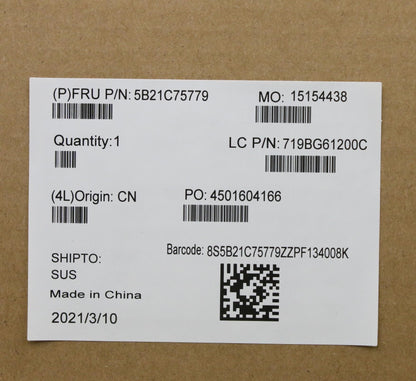 (P)FRU P/N: 5B21C75779
MO: 15154438
Quantity:1
LC P/N: 719BG61200C
(4L)Origin: CN
PO: 4501604166
Barcode: 8S5B21C75779ZZPF134008K
SHIPTO:
SUS
Made in China
2021/3/10